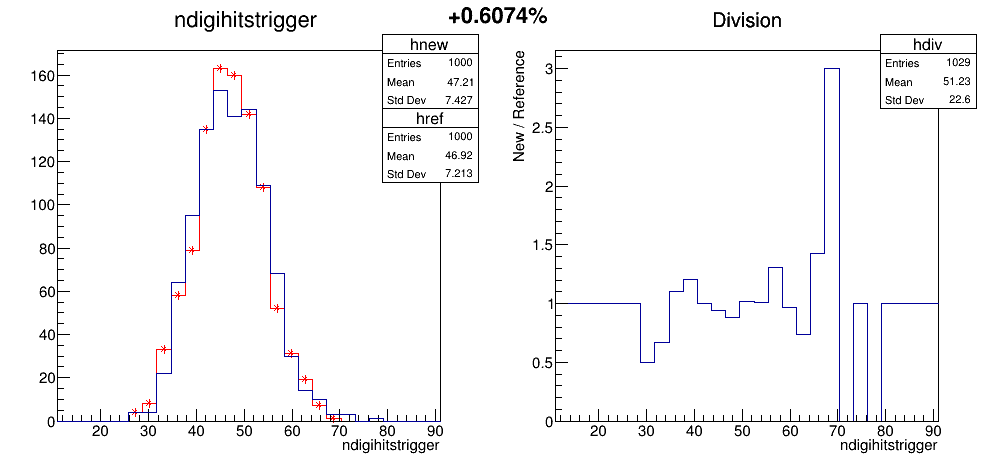 +0.6074%
ndigihitstrigger
hnew
Entries 1000
Mean 47.21
Std Dev 7.427
href
Entries 1000
Mean 46.92
Std Dev 7.213
160
140
120
100
80
60
40
20
0
20 30 40 50 60 70 80 90
ndigihitstrigger
Division
hdiv
Entries 1029
Mean 51.23
Std Dev 22.6
New / Reference
3
2.5
2
1.5
1
0.5
0
20 30 40 50 60 70 80 90
ndigihitstrigger